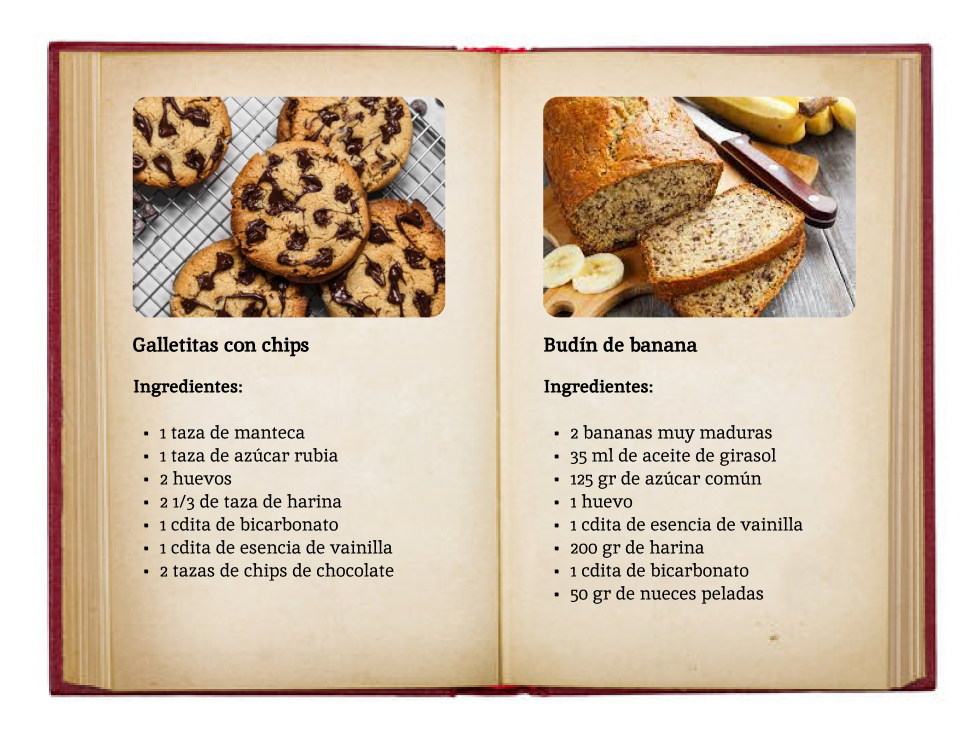 Galletitas con chips
Ingredientes:
▪ 1 taza de manteca
▪ 1 taza de azúcar rubia
▪ 2 huevos
▪ 2 1/3 de taza de harina
▪ 1 cdita de bicarbonato
▪ 1 cdita de esencia de vainilla
▪ 2 tazas de chips de chocolate
Budín de banana
Ingredientes:
▪ 2 bananas muy maduras
▪ 35 ml de aceite de girasol
▪ 125 gr de azúcar común
▪ 1 huevo
▪ 1 cdita de esencia de vainilla
▪ 200 gr de harina
▪ 1 cdita de bicarbonato
▪ 50 gr de nueces peladas